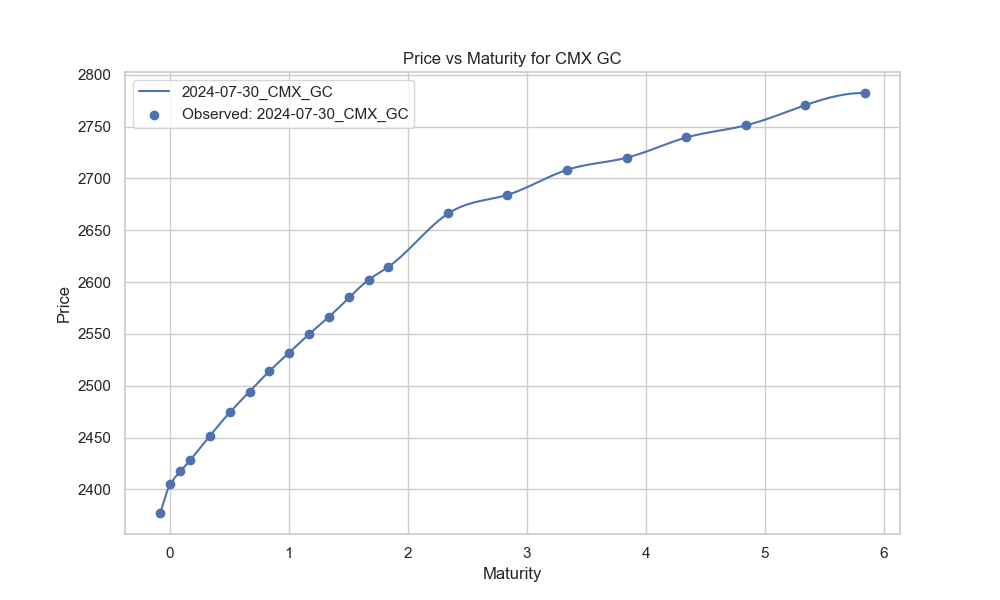 Price vs Maturity for CMX GC
2024-07-30_CMX_GC
Observed: 2024-07-30_CMX_GC
2800
2750
2700
2650
2600
2550
2500
2450
2400
Price
0 1 2 3 4 5 6
Maturity